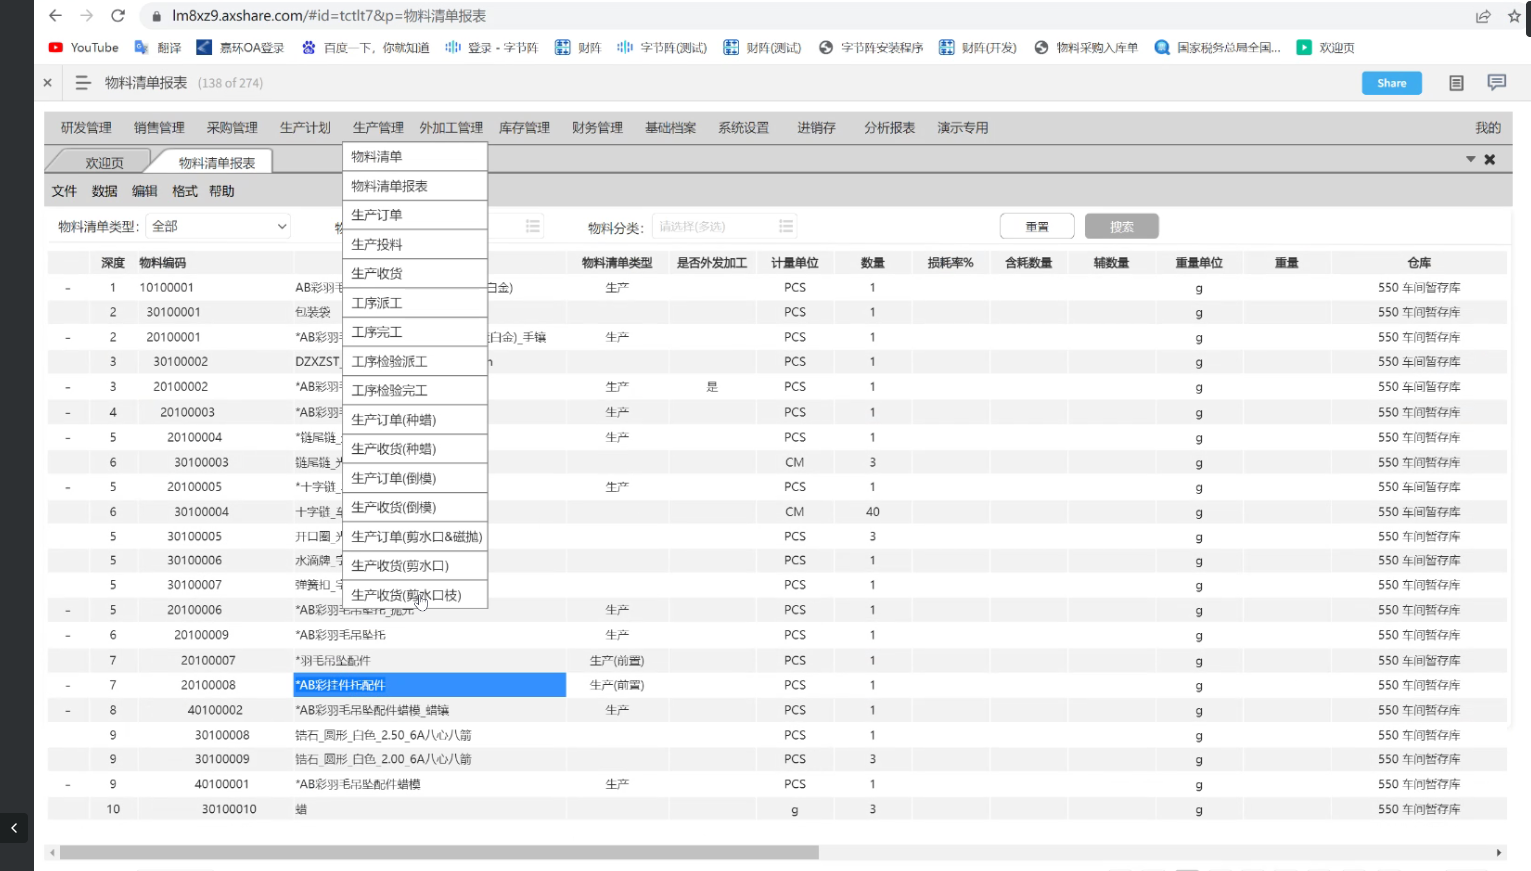 lm8xz9.axshare.com/#id=tctlt7&p=物料清单报表
YouTube 翻译 嘉环OA登录 百度一下，你就知道 登录 - 字节阵 财阵 字节阵(测试) 财阵(测试) 字节阵安装程序 财阵(开发) 物料采购入库单 国家税务总局全国... 欢迎页
物料清单报表 (138 of 274) Share
研发管理 销售管理 采购管理 生产计划 生产管理 外加工管理 库存管理 财务管理 基础档案 系统设置 进销存 分析报表 演示专用 我的
欢迎页 物料清单报表
文件 数据 编辑 格式 帮助
物料清单
物料清单报表
生产订单
生产投料
生产收货
工序派工
工序完工
工序检验派工
工序检验完工
生产订单(种蜡)
生产收货(种蜡)
生产订单(倒模)
生产收货(倒模)
生产订单(剪水口&磁抛)
生产收货(剪水口)
生产收货(剪水口枝)
物料清单类型: 全部 物料分类: 请选择(多选) 重置 搜索
深度 物料编码 物料清单类型 是否外发加工 计量单位 数量 损耗率% 含耗数量 辅数量 重量单位 重量 仓库
- 1 10100001 AB彩羽毛 白金) 生产 PCS 1 g 550 车间暂存库
2 30100001 包装袋 PCS 1 g 550 车间暂存库
- 2 20100001 *AB彩羽毛 白金)_手镶 生产 PCS 1 g 550 车间暂存库
3 30100002 DZXZST_ PCS 1 g 550 车间暂存库
- 3 20100002 *AB彩羽毛 生产 是 PCS 1 g 550 车间暂存库
- 4 20100003 *AB彩羽毛 生产 PCS 1 g 550 车间暂存库
- 5 20100004 *链尾链_ 生产 PCS 1 g 550 车间暂存库
6 30100003 链尾链_光 CM 3 g 550 车间暂存库
- 5 20100005 *十字链_ 生产 PCS 1 g 550 车间暂存库
6 30100004 十字链_车 CM 40 g 550 车间暂存库
5 30100005 开口圈_光 PCS 3 g 550 车间暂存库
5 30100006 水滴牌_字 PCS 1 g 550 车间暂存库
5 30100007 弹簧扣_字 PCS 1 g 550 车间暂存库
- 5 20100006 *AB彩羽毛吊坠托_抛光 生产 PCS 1 g 550 车间暂存库
- 6 20100009 *AB彩羽毛吊坠托 生产 PCS 1 g 550 车间暂存库
7 20100007 *羽毛吊坠配件 生产(前置) PCS 1 g 550 车间暂存库
- 7 20100008 *AB彩挂件托配件 生产(前置) PCS 1 g 550 车间暂存库
- 8 40100002 *AB彩羽毛吊坠配件蜡模_蜡镶 生产 PCS 1 g 550 车间暂存库
9 30100008 锆石_圆形_白色_2.50_6A八心八箭 PCS 1 g 550 车间暂存库
9 30100009 锆石_圆形_白色_2.00_6A八心八箭 PCS 3 g 550 车间暂存库
- 9 40100001 *AB彩羽毛吊坠配件蜡模 生产 PCS 1 g 550 车间暂存库
10 30100010 蜡 g 3 g 550 车间暂存库